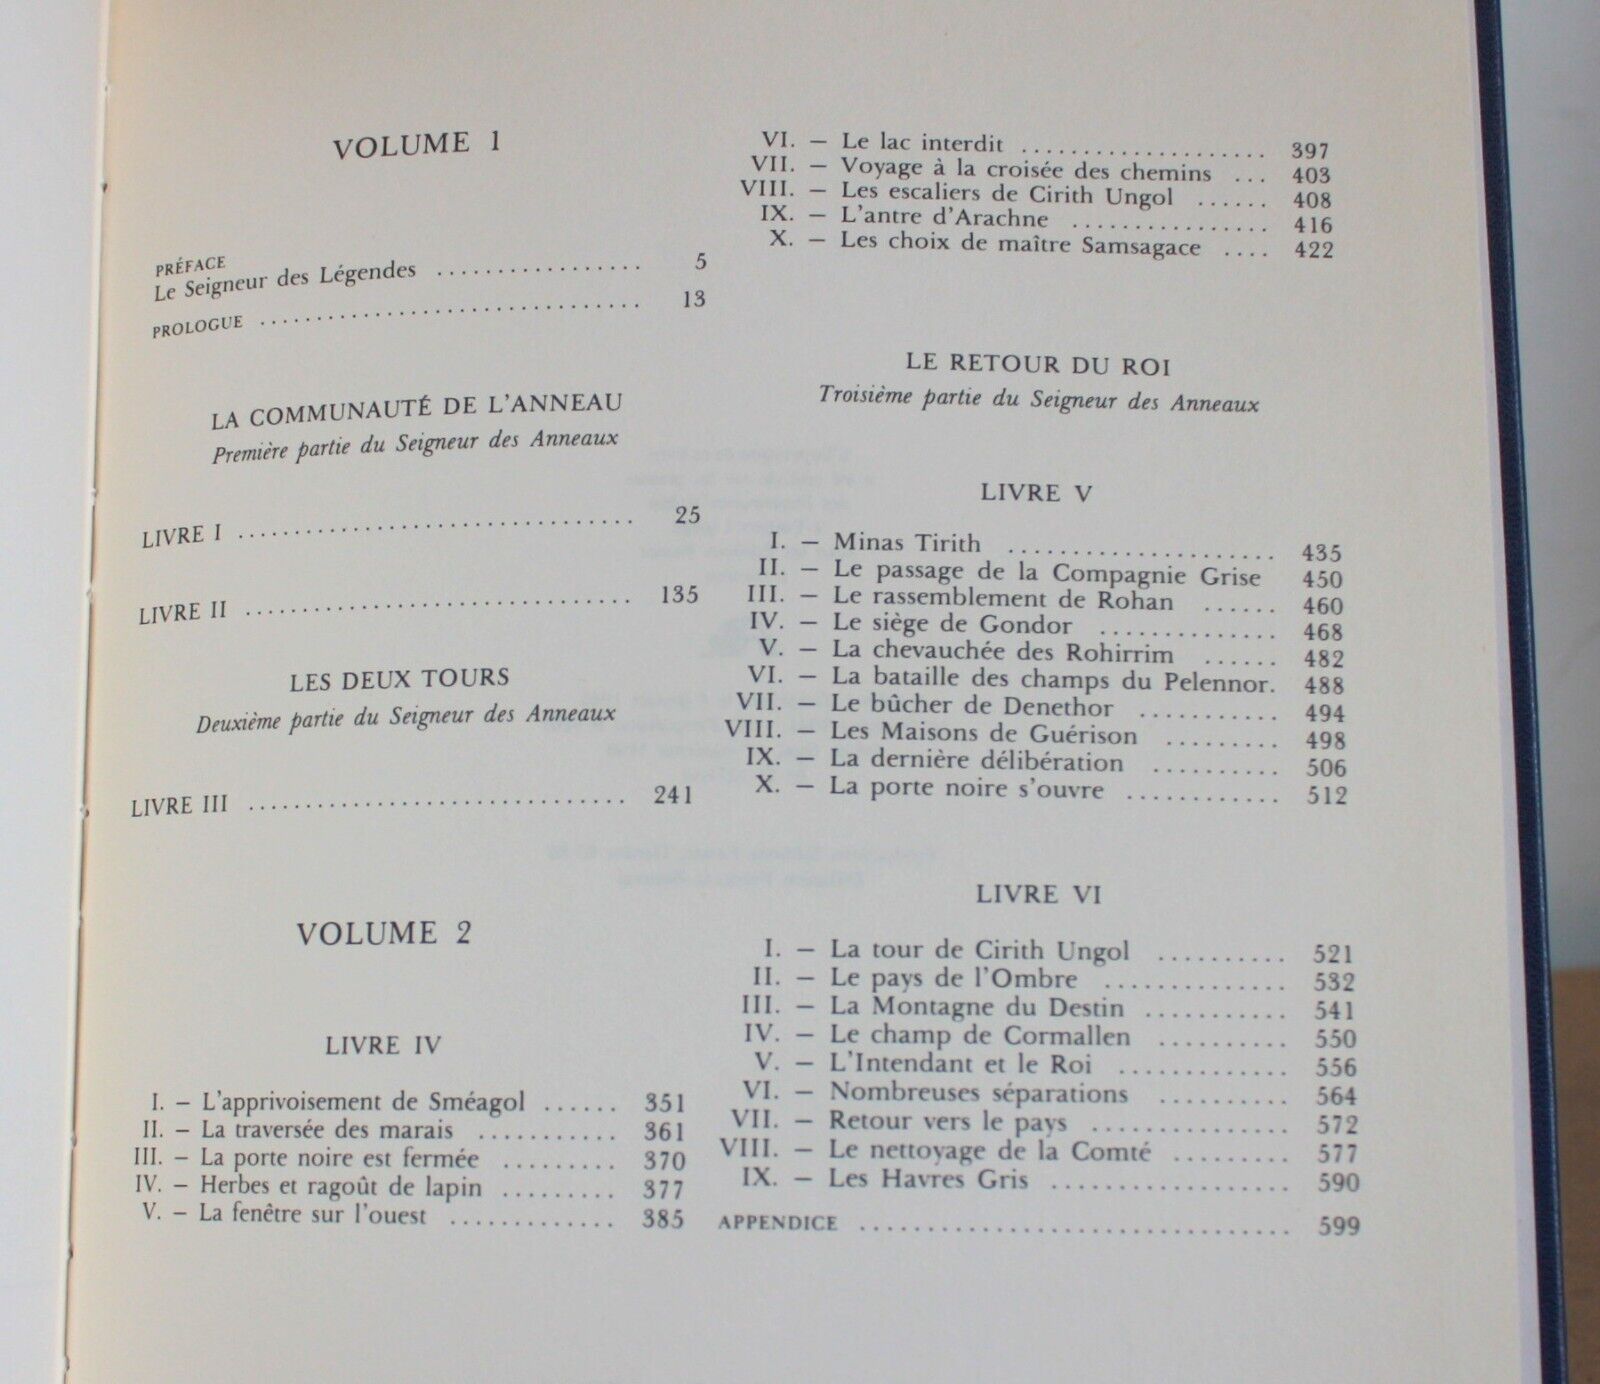 VOLUME 1
PRÉFACE
Le Seigneur des Légendes ................. 5
PROLOGUE ................................. 13
LA COMMUNAUTÉ DE L'ANNEAU
Première partie du Seigneur des Anneaux
LIVRE I .................................. 25
LIVRE II ................................. 135
LES DEUX TOURS
Deuxième partie du Seigneur des Anneaux
LIVRE III ................................ 241
VOLUME 2
LIVRE IV
I. – L'apprivoisement de Sméagol ...... 351
II. – La traversée des marais ........... 361
III. – La porte noire est fermée ......... 370
IV. – Herbes et ragoût de lapin ......... 377
V. – La fenêtre sur l'ouest ............. 385
VI. – Le lac interdit .................... 397
VII. – Voyage à la croisée des chemins ... 403
VIII. – Les escaliers de Cirith Ungol ...... 408
IX. – L'antre d'Arachne ................ 416
X. – Les choix de maître Samsagace .... 422
LE RETOUR DU ROI
Troisième partie du Seigneur des Anneaux
LIVRE V
I. – Minas Tirith ..................... 435
II. – Le passage de la Compagnie Grise 450
III. – Le rassemblement de Rohan ...... 460
IV. – Le siège de Gondor .............. 468
V. – La chevauchée des Rohirrim ...... 482
VI. – La bataille des champs du Pelennor. 488
VII. – Le bûcher de Denethor ........... 494
VIII. – Les Maisons de Guérison ......... 498
IX. – La dernière délibération .......... 506
X. – La porte noire s'ouvre ............ 512
LIVRE VI
I. – La tour de Cirith Ungol .......... 521
II. – Le pays de l'Ombre .............. 532
III. – La Montagne du Destin ........... 541
IV. – Le champ de Cormallen .......... 550
V. – L'Intendant et le Roi ............. 556
VI. – Nombreuses séparations .......... 564
VII. – Retour vers le pays ............... 572
VIII. – Le nettoyage de la Comté ......... 577
IX. – Les Havres Gris .................. 590
APPENDICE ................................ 599